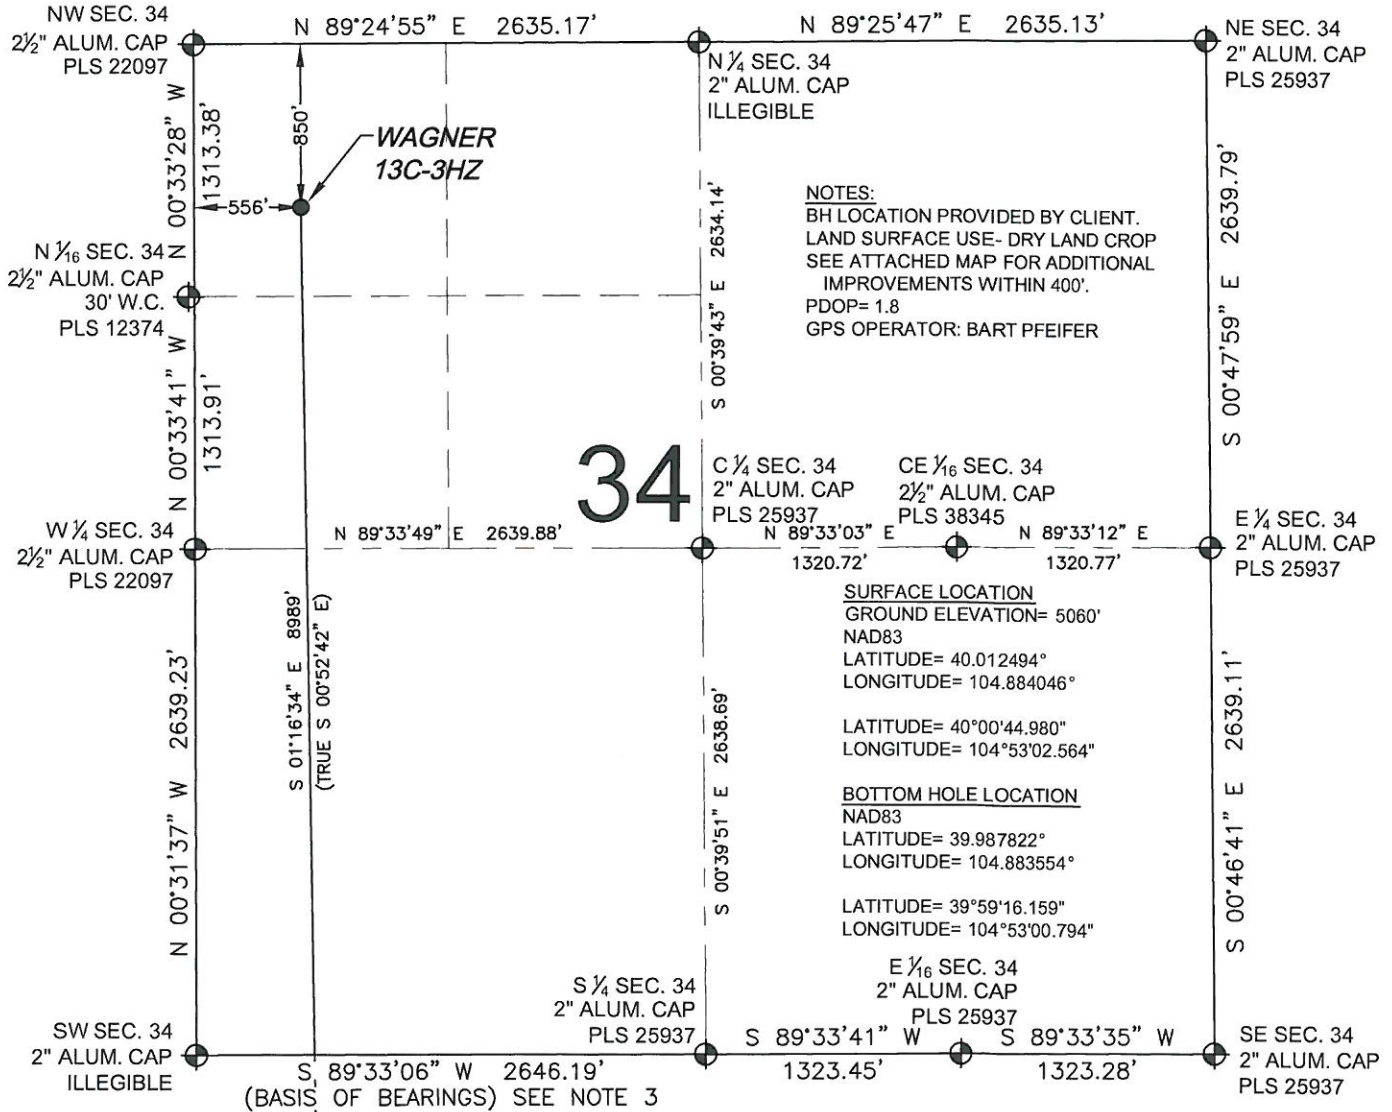 NW SEC. 34
2½" ALUM. CAP
PLS 22097
N 89°24'55" E 2635.17'
N 89°25'47" E 2635.13'
NE SEC. 34
2" ALUM. CAP
PLS 25937
N ¼ SEC. 34
2" ALUM. CAP
ILLEGIBLE
N 00°33'28" W
1313.38'
850'
WAGNER
13C-3HZ
556'
S 00°39'43" E 2634.14'
NOTES:
BH LOCATION PROVIDED BY CLIENT.
LAND SURFACE USE- DRY LAND CROP
SEE ATTACHED MAP FOR ADDITIONAL
IMPROVEMENTS WITHIN 400'.
PDOP= 1.8
GPS OPERATOR: BART PFEIFER
S 00°47'59" E 2639.79'
N 1⁄16 SEC. 34
2½" ALUM. CAP
30' W.C.
PLS 12374
N 00°33'41" W
1313.91'
34
C ¼ SEC. 34
2" ALUM. CAP
PLS 25937
CE 1⁄16 SEC. 34
2½" ALUM. CAP
PLS 38345
W ¼ SEC. 34
2½" ALUM. CAP
PLS 22097
N 89°33'49" E 2639.88'
N 89°33'03" E
1320.72'
N 89°33'12" E
1320.77'
E ¼ SEC. 34
2" ALUM. CAP
PLS 25937
SURFACE LOCATION
GROUND ELEVATION= 5060'
NAD83
LATITUDE= 40.012494°
LONGITUDE= 104.884046°
LATITUDE= 40°00'44.980"
LONGITUDE= 104°53'02.564"
BOTTOM HOLE LOCATION
NAD83
LATITUDE= 39.987822°
LONGITUDE= 104.883554°
LATITUDE= 39°59'16.159"
LONGITUDE= 104°53'00.794"
N 00°31'37" W 2639.23'
S 01°16'34" E 8989'
(TRUE S 00°52'42" E)
S 00°39'51" E 2638.69'
S 00°46'41" E 2639.11'
SW SEC. 34
2" ALUM. CAP
ILLEGIBLE
S ¼ SEC. 34
2" ALUM. CAP
PLS 25937
E 1⁄16 SEC. 34
2" ALUM. CAP
PLS 25937
SE SEC. 34
2" ALUM. CAP
PLS 25937
S 89°33'06" W 2646.19'
(BASIS OF BEARINGS) SEE NOTE 3
S 89°33'41" W
1323.45'
S 89°33'35" W
1323.28'